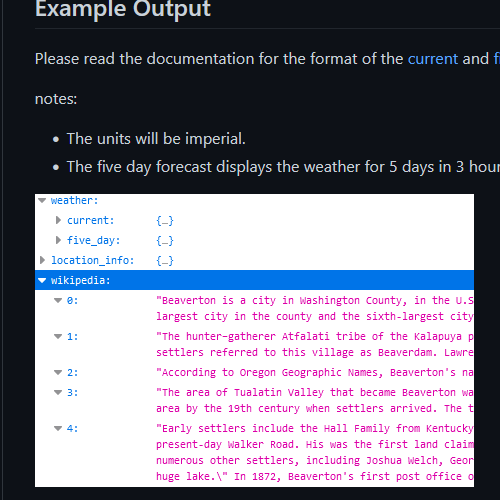 Example Output
Please read the documentation for the format of the current and
notes:
The units will be imperial.
The five day forecast displays the weather for 5 days in 3 hour
weather:
current: {…}
five_day: {…}
location_info: {…}
wikipedia:
0: "Beaverton is a city in Washington County, in the U.S
largest city in the county and the sixth-largest city
1: "The hunter-gatherer Atfalati tribe of the Kalapuya p
settlers referred to this village as Beaverdam. Lawre
2: "According to Oregon Geographic Names, Beaverton's na
3: "The area of Tualatin Valley that became Beaverton wa
area by the 19th century when settlers arrived. The t
4: "Early settlers include the Hall Family from Kentucky
present-day Walker Road. His was the first land claim
numerous other settlers, including Joshua Welch, Geor
huge lake.\" In 1872, Beaverton's first post office o